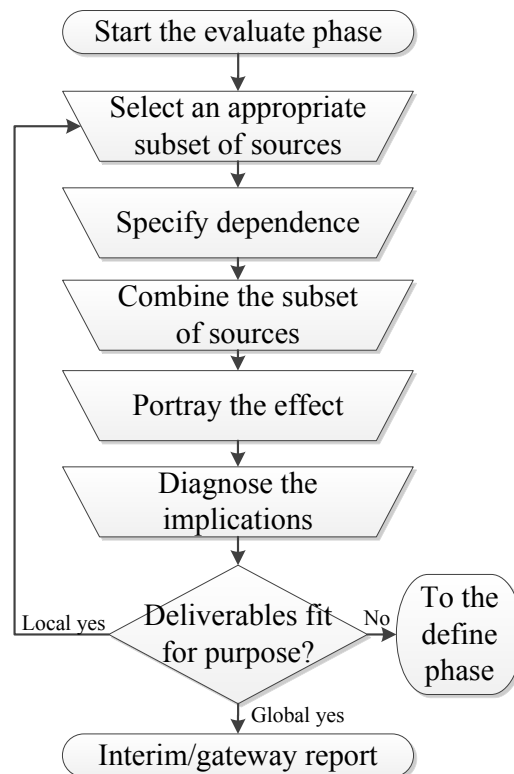 Start the evaluate phase
Select an appropriate
subset of sources
Specify dependence
Combine the subset
of sources
Portray the effect
Diagnose the
implications
Deliverables fit
for purpose?
Local yes
No
To the
define
phase
Global yes
Interim/gateway report